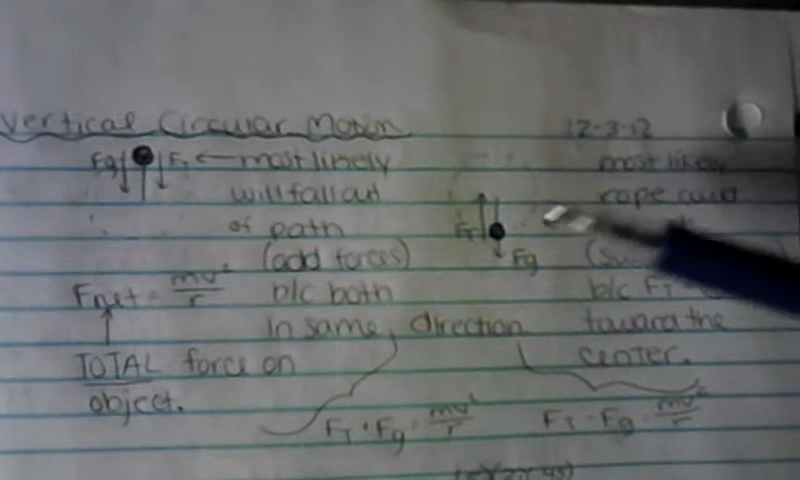 Vertical Circular Motion 12-3-12
Fg FT ← most likely
will fall out
of path
(add forces)
b/c both
in same direction
Fnet = mv²/r
TOTAL force on
object.
FT + Fg = mv²/r
most likely
rope
FT
Fg
b/c FT
toward the
center.
FT - Fg = mv²/r